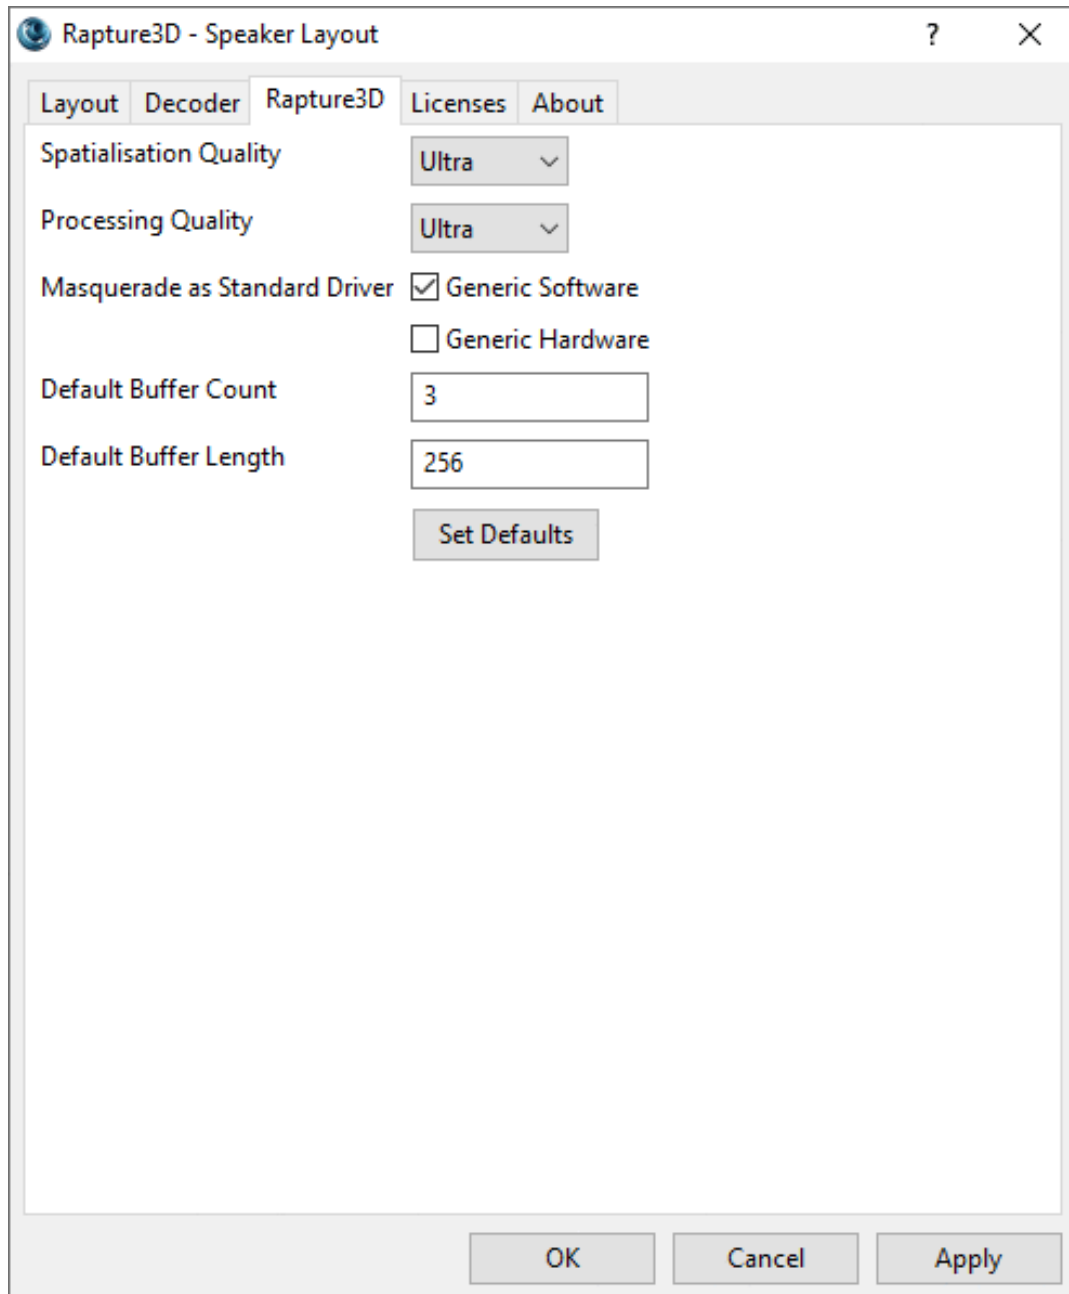 Rapture3D - Speaker Layout ?
Layout Decoder Rapture3D Licenses About
Spatialisation Quality Ultra
Processing Quality Ultra
Masquerade as Standard Driver Generic Software
Generic Hardware
Default Buffer Count 3
Default Buffer Length 256
Set Defaults
OK Cancel Apply